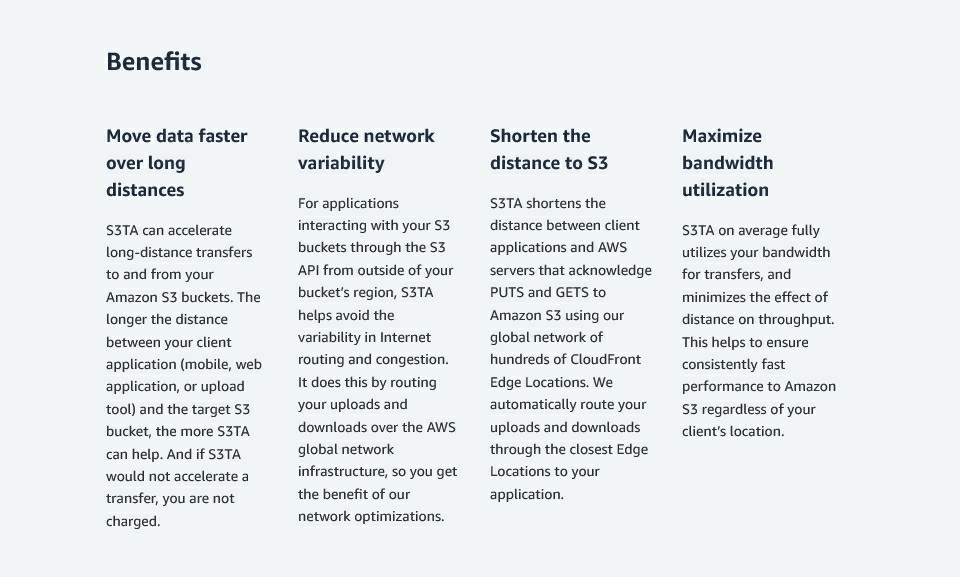 Benefits
Move data faster
over long
distances
S3TA can accelerate
long-distance transfers
to and from your
Amazon S3 buckets. The
longer the distance
between your client
application (mobile, web
application, or upload
tool) and the target S3
bucket, the more S3TA
can help. And if S3TA
would not accelerate a
transfer, you are not
charged.
Reduce network
variability
For applications
interacting with your S3
buckets through the S3
API from outside of your
bucket’s region, S3TA
helps avoid the
variability in Internet
routing and congestion.
It does this by routing
your uploads and
downloads over the AWS
global network
infrastructure, so you get
the benefit of our
network optimizations.
Shorten the
distance to S3
S3TA shortens the
distance between client
applications and AWS
servers that acknowledge
PUTS and GETS to
Amazon S3 using our
global network of
hundreds of CloudFront
Edge Locations. We
automatically route your
uploads and downloads
through the closest Edge
Locations to your
application.
Maximize
bandwidth
utilization
S3TA on average fully
utilizes your bandwidth
for transfers, and
minimizes the effect of
distance on throughput.
This helps to ensure
consistently fast
performance to Amazon
S3 regardless of your
client’s location.